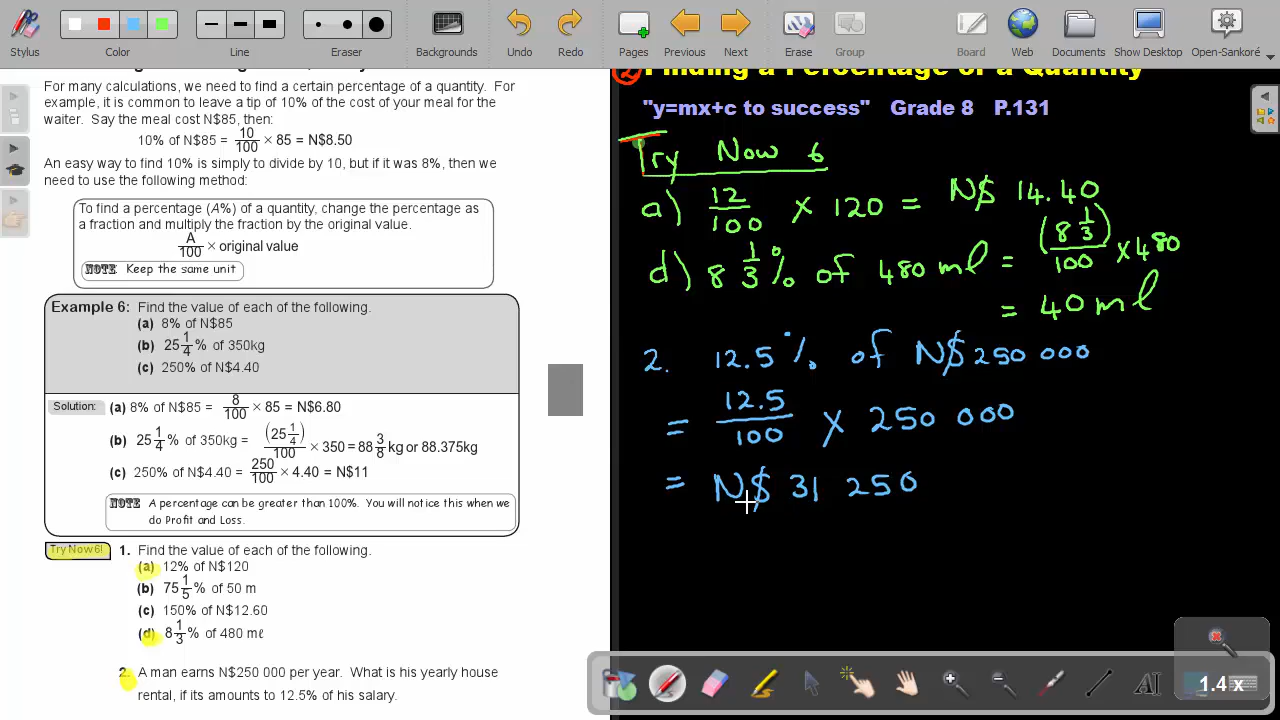 Stylus Color Line Eraser Backgrounds Undo Redo Pages Previous Next Erase Group Board Web Documents Show Desktop Open-Sankoré
For many calculations, we need to find a certain percentage of a quantity. For
example, it is common to leave a tip of 10% of the cost of your meal for the
waiter. Say the meal cost N$85, then:
10% of N$85 = 10/100 × 85 = N$8.50
An easy way to find 10% is simply to divide by 10, but if it was 8%, then we
need to use the following method:
To find a percentage (A%) of a quantity, change the percentage as
a fraction and multiply the fraction by the original value.
A/100 × original value
NOTE Keep the same unit
Example 6: Find the value of each of the following.
(a) 8% of N$85
(b) 25 1/4 % of 350kg
(c) 250% of N$4.40
Solution: (a) 8% of N$85 = 8/100 × 85 = N$6.80
(b) 25 1/4 % of 350kg = (25 1/4)/100 × 350 = 88 3/8 kg or 88.375kg
(c) 250% of N$4.40 = 250/100 × 4.40 = N$11
NOTE A percentage can be greater than 100%. You will notice this when we
do Profit and Loss.
Try Now 6! 1. Find the value of each of the following.
(a) 12% of N$120
(b) 75 1/5 % of 50 m
(c) 150% of N$12.60
(d) 8 1/3 % of 480 mℓ
2. A man earns N$250 000 per year. What is his yearly house
rental, if its amounts to 12.5% of his salary.
② Finding a Percentage of a Quantity
"y=mx+c to success" Grade 8 P.131
Try Now 6
a) 12/100 × 120 = N$ 14.40
d) 8 1/3 % of 480 ml = (8 1/3)/100 × 480
= 40 ml
2. 12.5 % of N$ 250 000
= 12.5/100 × 250 000
= N$ 31 250
1.4 x